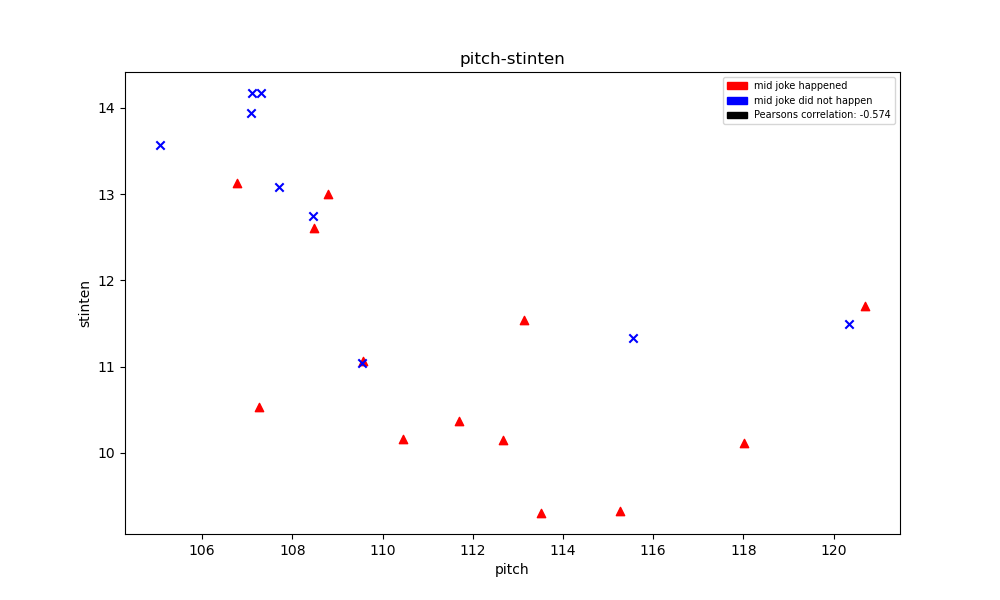 pitch-stinten
mid joke happened
mid joke did not happen
Pearsons correlation: -0.574
14
13
12
11
10
stinten
106 108 110 112 114 116 118 120
pitch